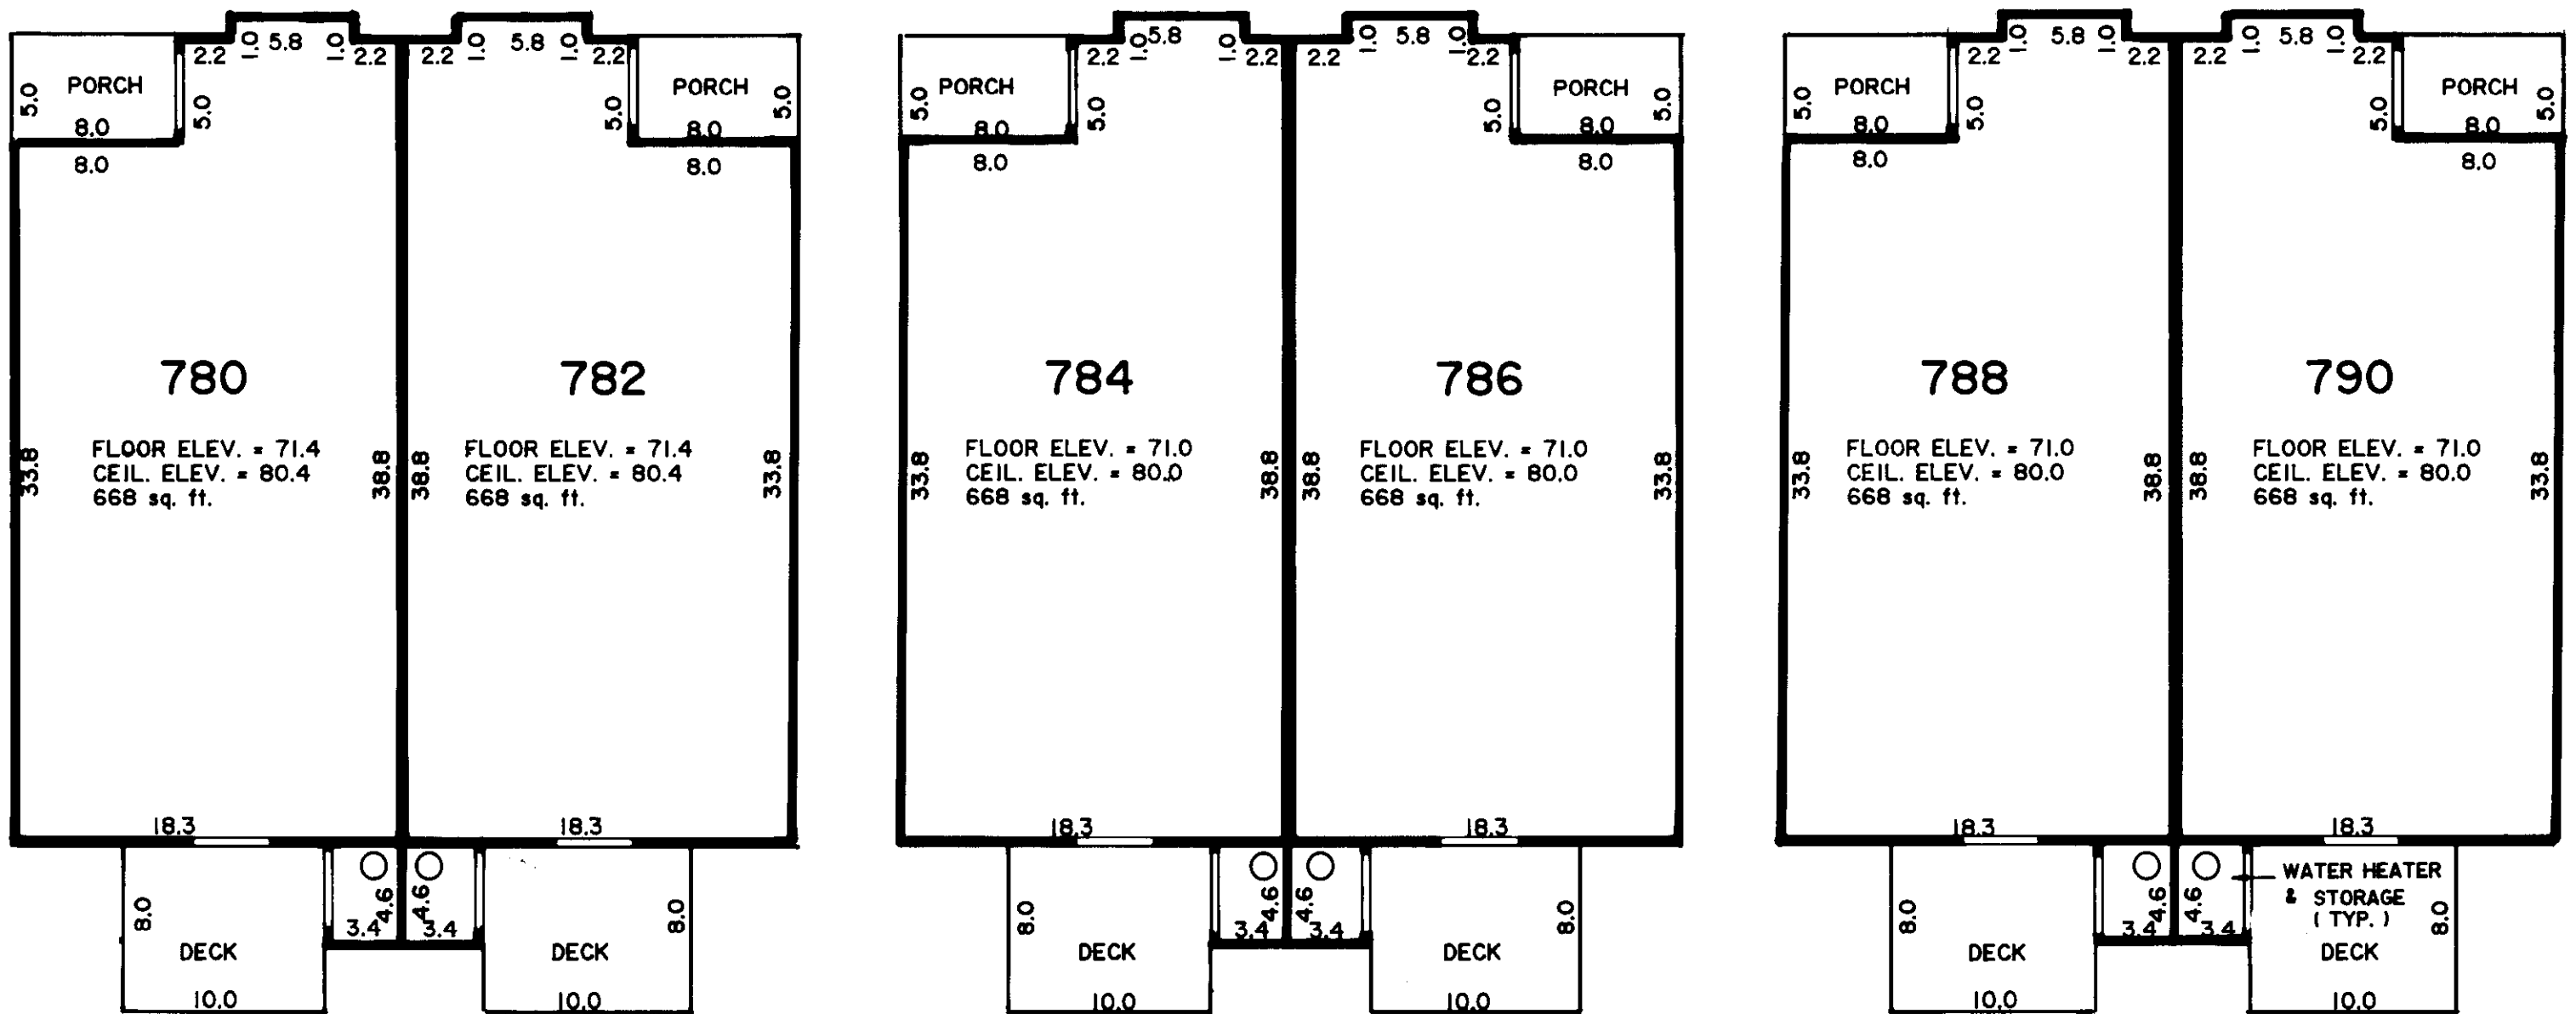 2.2 1.0 5.8 1.0 2.2
2.2 1.0 5.8 1.0 2.2
PORCH
5.0
8.0
5.0
8.0
PORCH
5.0
8.0
5.0
8.0
780
FLOOR ELEV. = 71.4
CEIL. ELEV. = 80.4
668 sq. ft.
33.8
38.8
18.3
782
FLOOR ELEV. = 71.4
CEIL. ELEV. = 80.4
668 sq. ft.
38.8
33.8
18.3
8.0
DECK
10.0
3.4
4.6
4.6
3.4
8.0
DECK
10.0
2.2 1.0 5.8 1.0 2.2
2.2 1.0 5.8 1.0 2.2
PORCH
5.0
8.0
5.0
8.0
PORCH
5.0
8.0
5.0
8.0
784
FLOOR ELEV. = 71.0
CEIL. ELEV. = 80.0
668 sq. ft.
33.8
38.8
18.3
786
FLOOR ELEV. = 71.0
CEIL. ELEV. = 80.0
668 sq. ft.
38.8
33.8
18.3
8.0
DECK
10.0
3.4
4.6
4.6
3.4
8.0
DECK
10.0
2.2 1.0 5.8 1.0 2.2
2.2 1.0 5.8 1.0 2.2
PORCH
5.0
8.0
5.0
8.0
PORCH
5.0
8.0
5.0
8.0
788
FLOOR ELEV. = 71.0
CEIL. ELEV. = 80.0
668 sq. ft.
33.8
38.8
18.3
790
FLOOR ELEV. = 71.0
CEIL. ELEV. = 80.0
668 sq. ft.
38.8
33.8
18.3
8.0
DECK
10.0
3.4
4.6
4.6
3.4
WATER HEATER
& STORAGE
( TYP. )
8.0
DECK
10.0